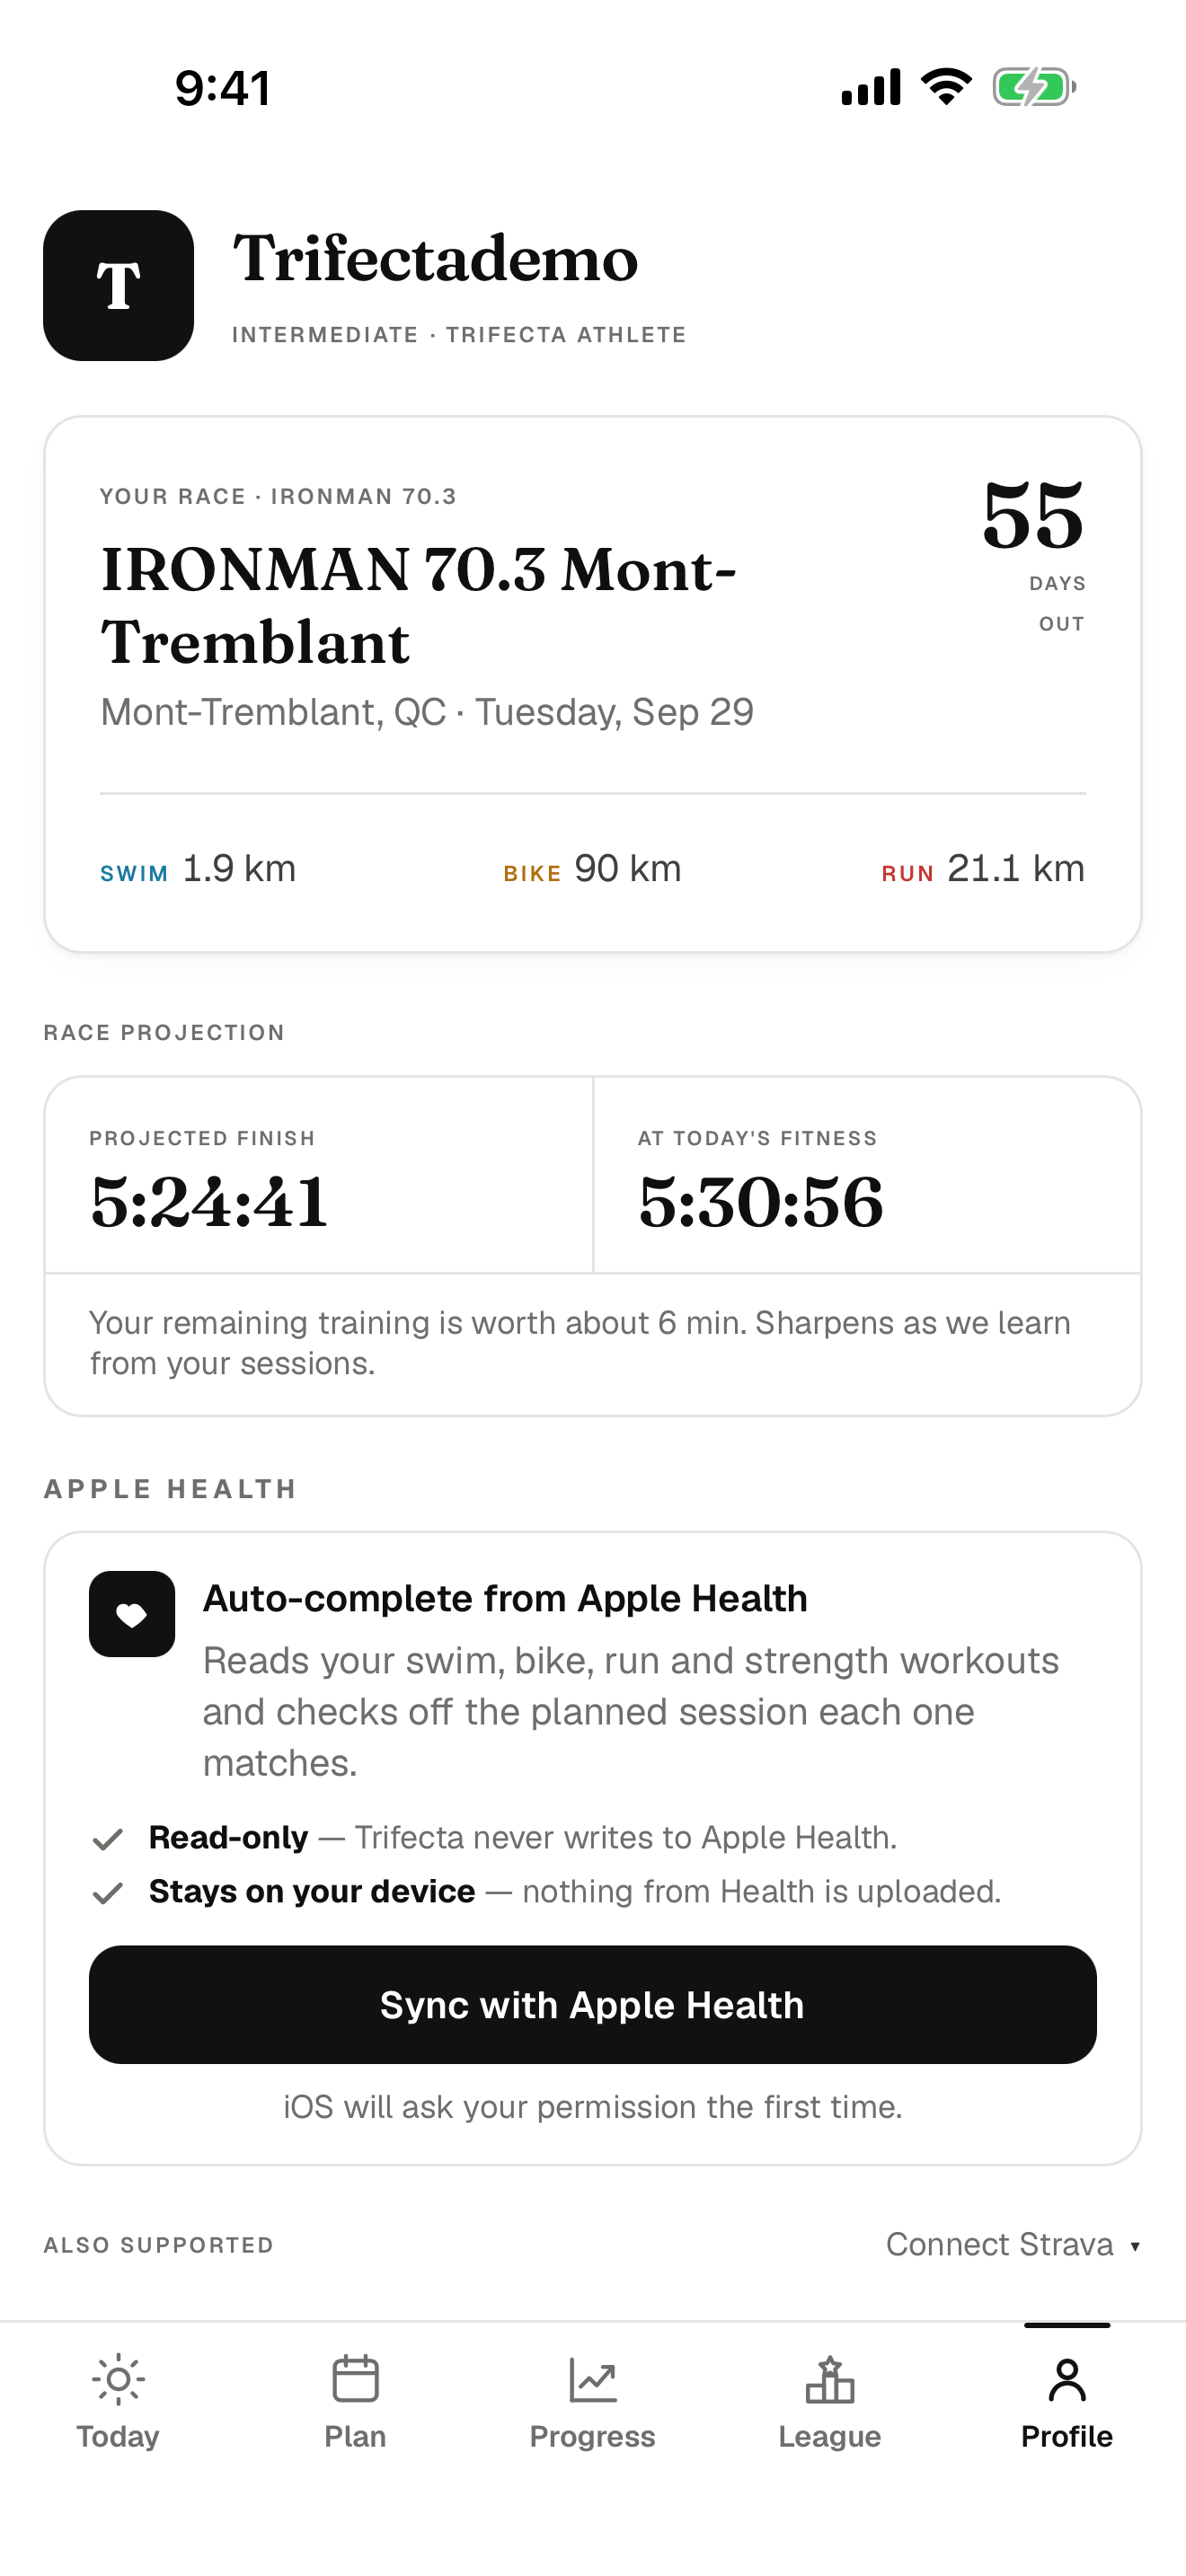 9:41
T
Trifectademo
INTERMEDIATE · TRIFECTA ATHLETE
YOUR RACE · IRONMAN 70.3
55
DAYS
OUT
IRONMAN 70.3 Mont-
Tremblant
Mont-Tremblant, QC · Tuesday, Sep 29
SWIM 1.9 km
BIKE 90 km
RUN 21.1 km
RACE PROJECTION
PROJECTED FINISH
5:24:41
AT TODAY'S FITNESS
5:30:56
Your remaining training is worth about 6 min. Sharpens as we learn
from your sessions.
APPLE HEALTH
Auto-complete from Apple Health
Reads your swim, bike, run and strength workouts
and checks off the planned session each one
matches.
Read-only — Trifecta never writes to Apple Health.
Stays on your device — nothing from Health is uploaded.
Sync with Apple Health
iOS will ask your permission the first time.
ALSO SUPPORTED
Connect Strava ▾
Today
Plan
Progress
League
Profile